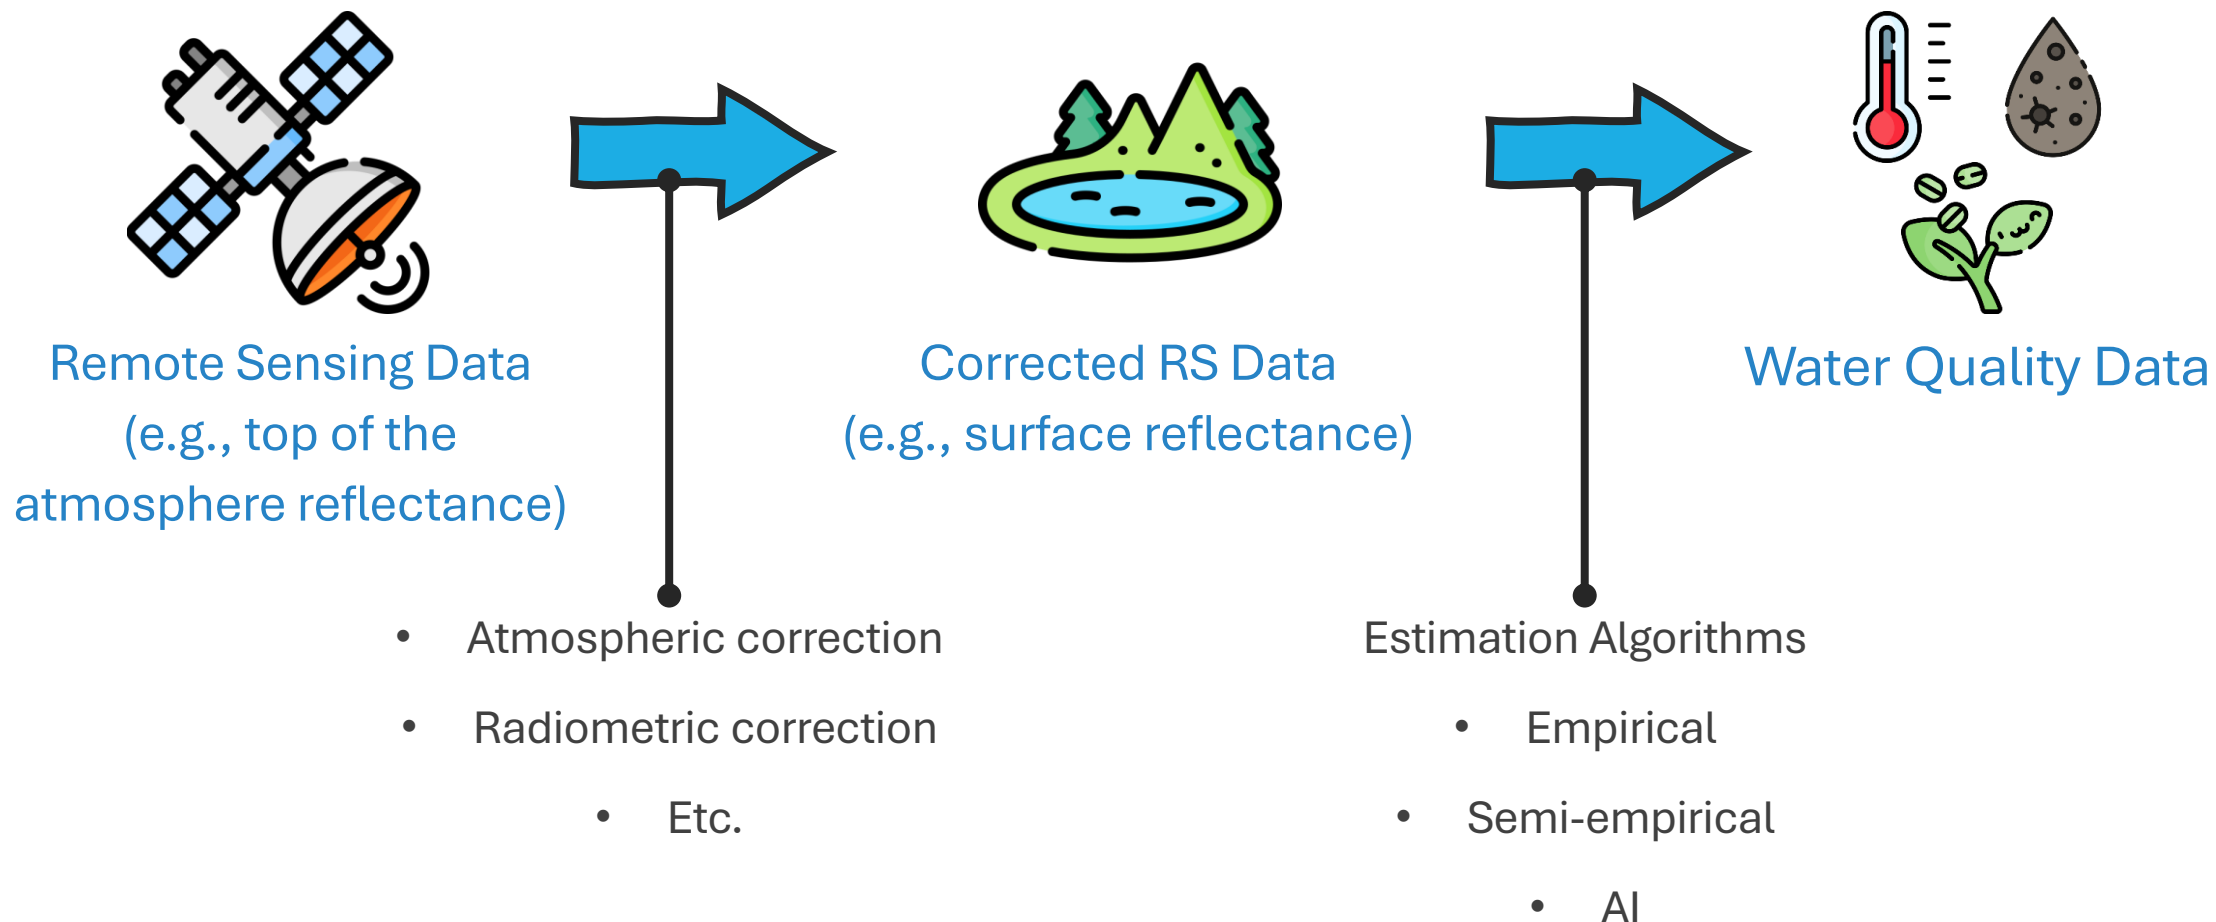 Remote Sensing Data
(e.g., top of the
atmosphere reflectance)
Corrected RS Data
(e.g., surface reflectance)
Water Quality Data
• Atmospheric correction
• Radiometric correction
• Etc.
Estimation Algorithms
• Empirical
• Semi-empirical
• AI